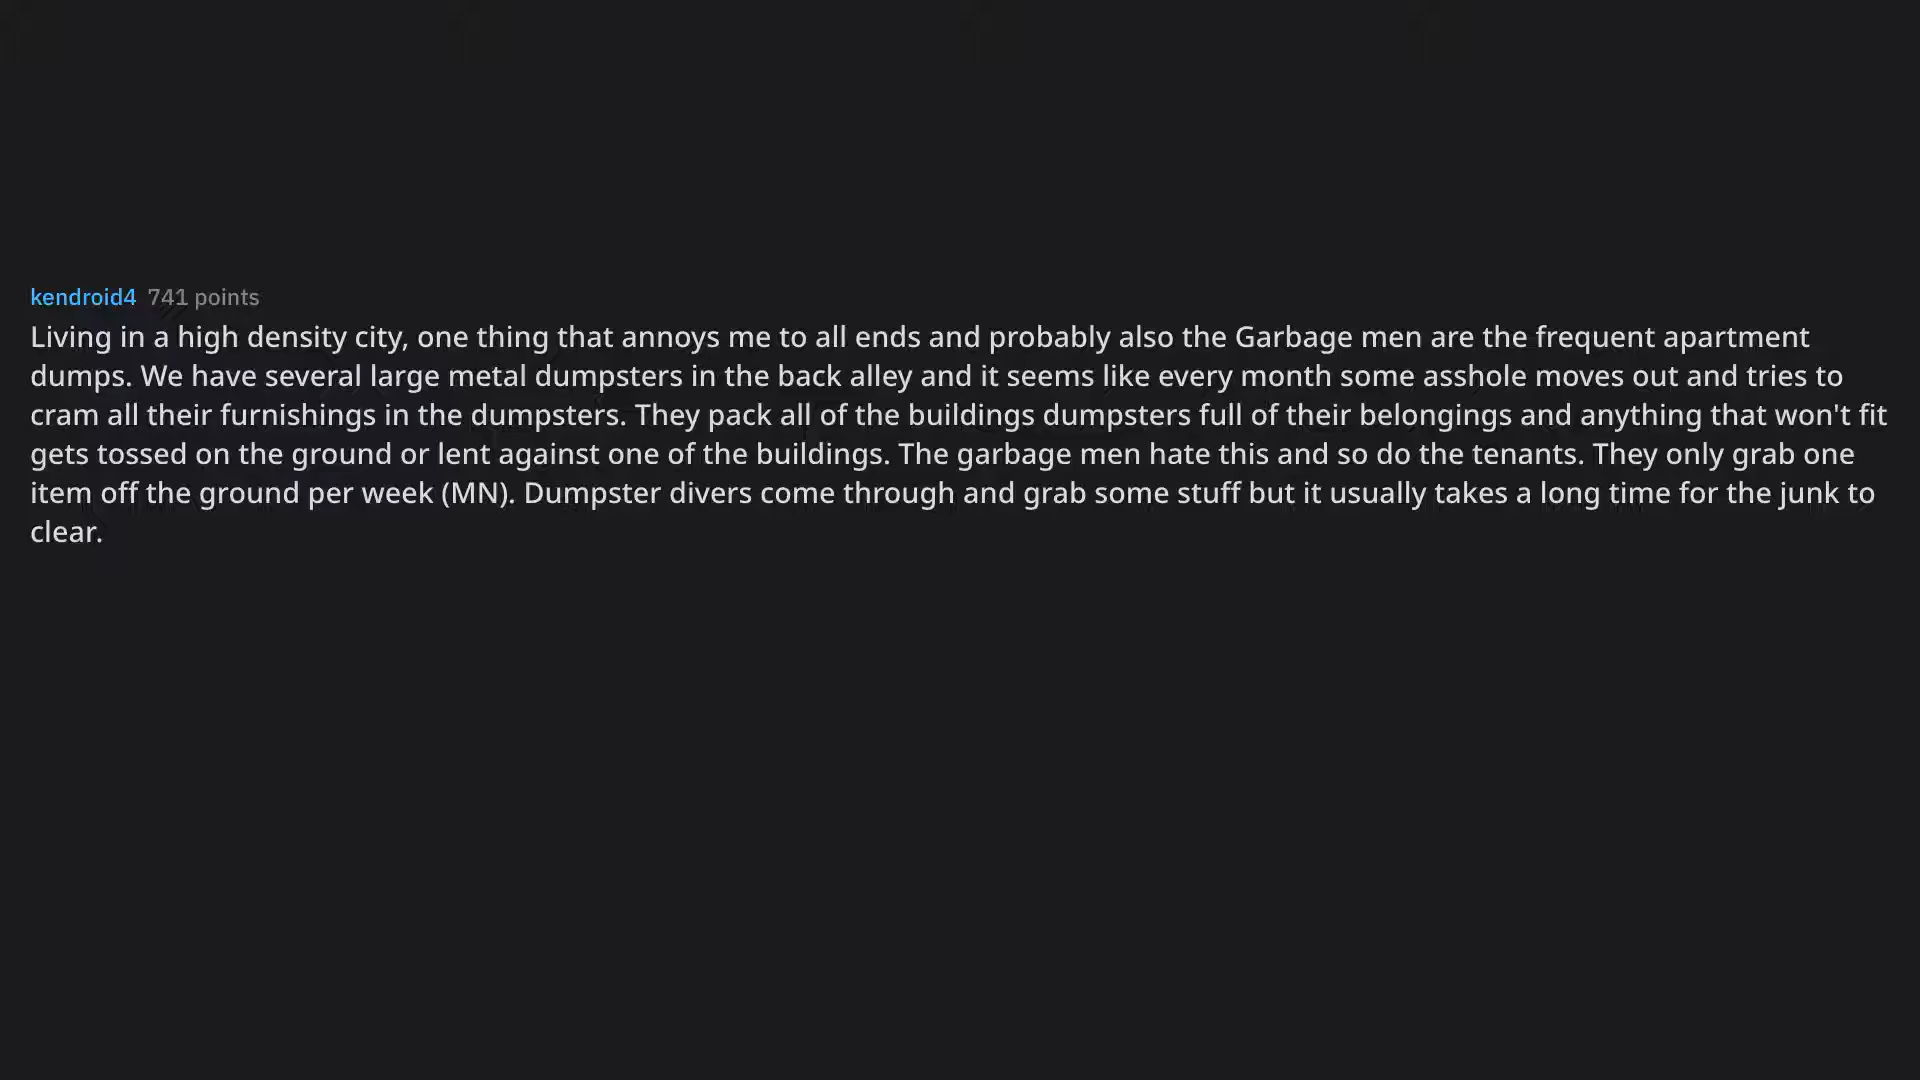 kendroid4 741 points
Living in a high density city, one thing that annoys me to all ends and probably also the Garbage men are the frequent apartment
dumps. We have several large metal dumpsters in the back alley and it seems like every month some asshole moves out and tries to
cram all their furnishings in the dumpsters. They pack all of the buildings dumpsters full of their belongings and anything that won't fit
gets tossed on the ground or lent against one of the buildings. The garbage men hate this and so do the tenants. They only grab one
item off the ground per week (MN). Dumpster divers come through and grab some stuff but it usually takes a long time for the junk to
clear.